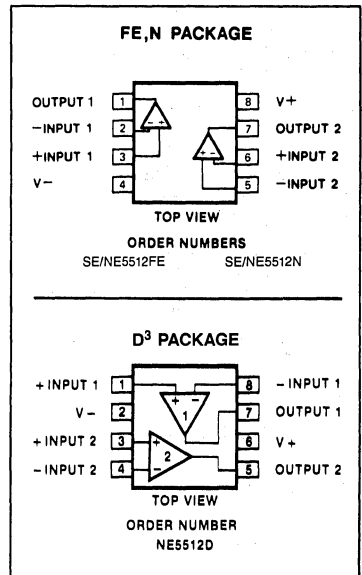 FE,N PACKAGE
OUTPUT 1 1 8 V+
−INPUT 1 2 7 OUTPUT 2
+INPUT 1 3 6 +INPUT 2
V− 4 5 −INPUT 2
- +
+ -
TOP VIEW
ORDER NUMBERS
SE/NE5512FE SE/NE5512N
D³ PACKAGE
+ INPUT 1 1 8 − INPUT 1
V − 2 7 OUTPUT 1
+ INPUT 2 3 6 V +
− INPUT 2 4 5 OUTPUT 2
+ −
1
+
2
−
TOP VIEW
ORDER NUMBER
NE5512D